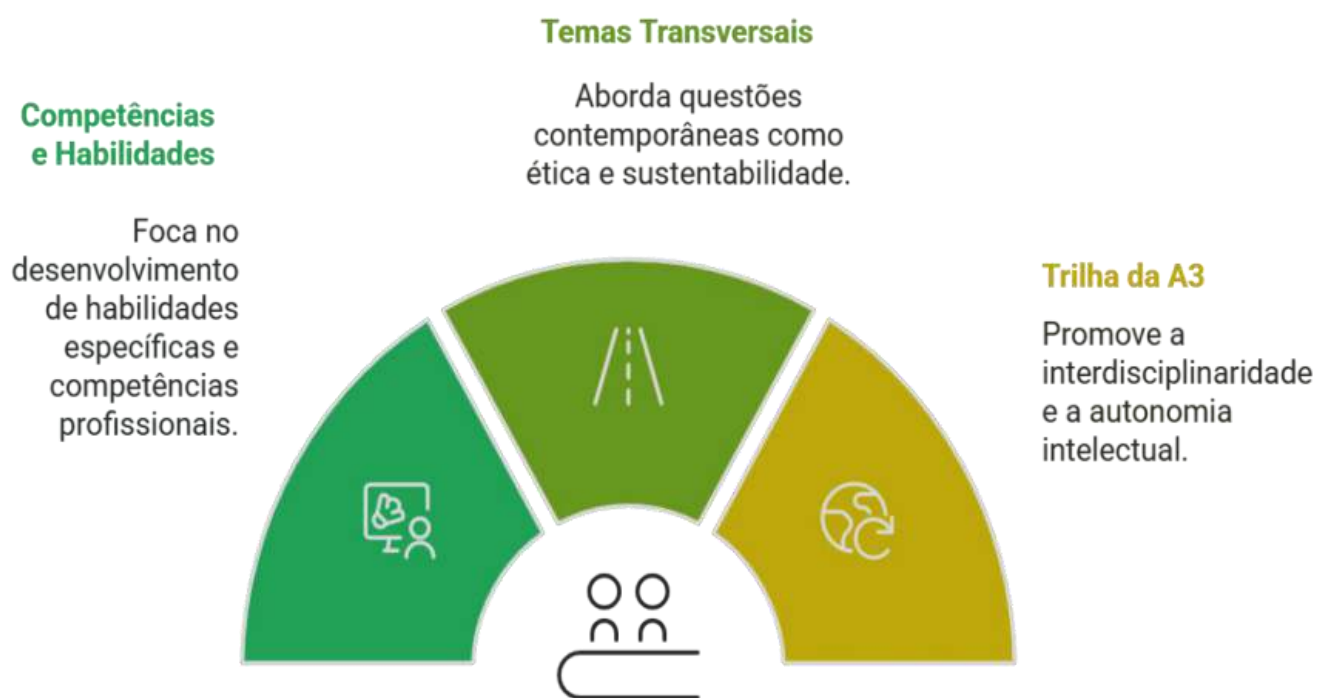 Temas Transversais
Aborda questões
contemporâneas como
ética e sustentabilidade.
Competências
e Habilidades
Foca no
desenvolvimento
de habilidades
específicas e
competências
profissionais.
Trilha da A3
Promove a
interdisciplinaridade
e a autonomia
intelectual.